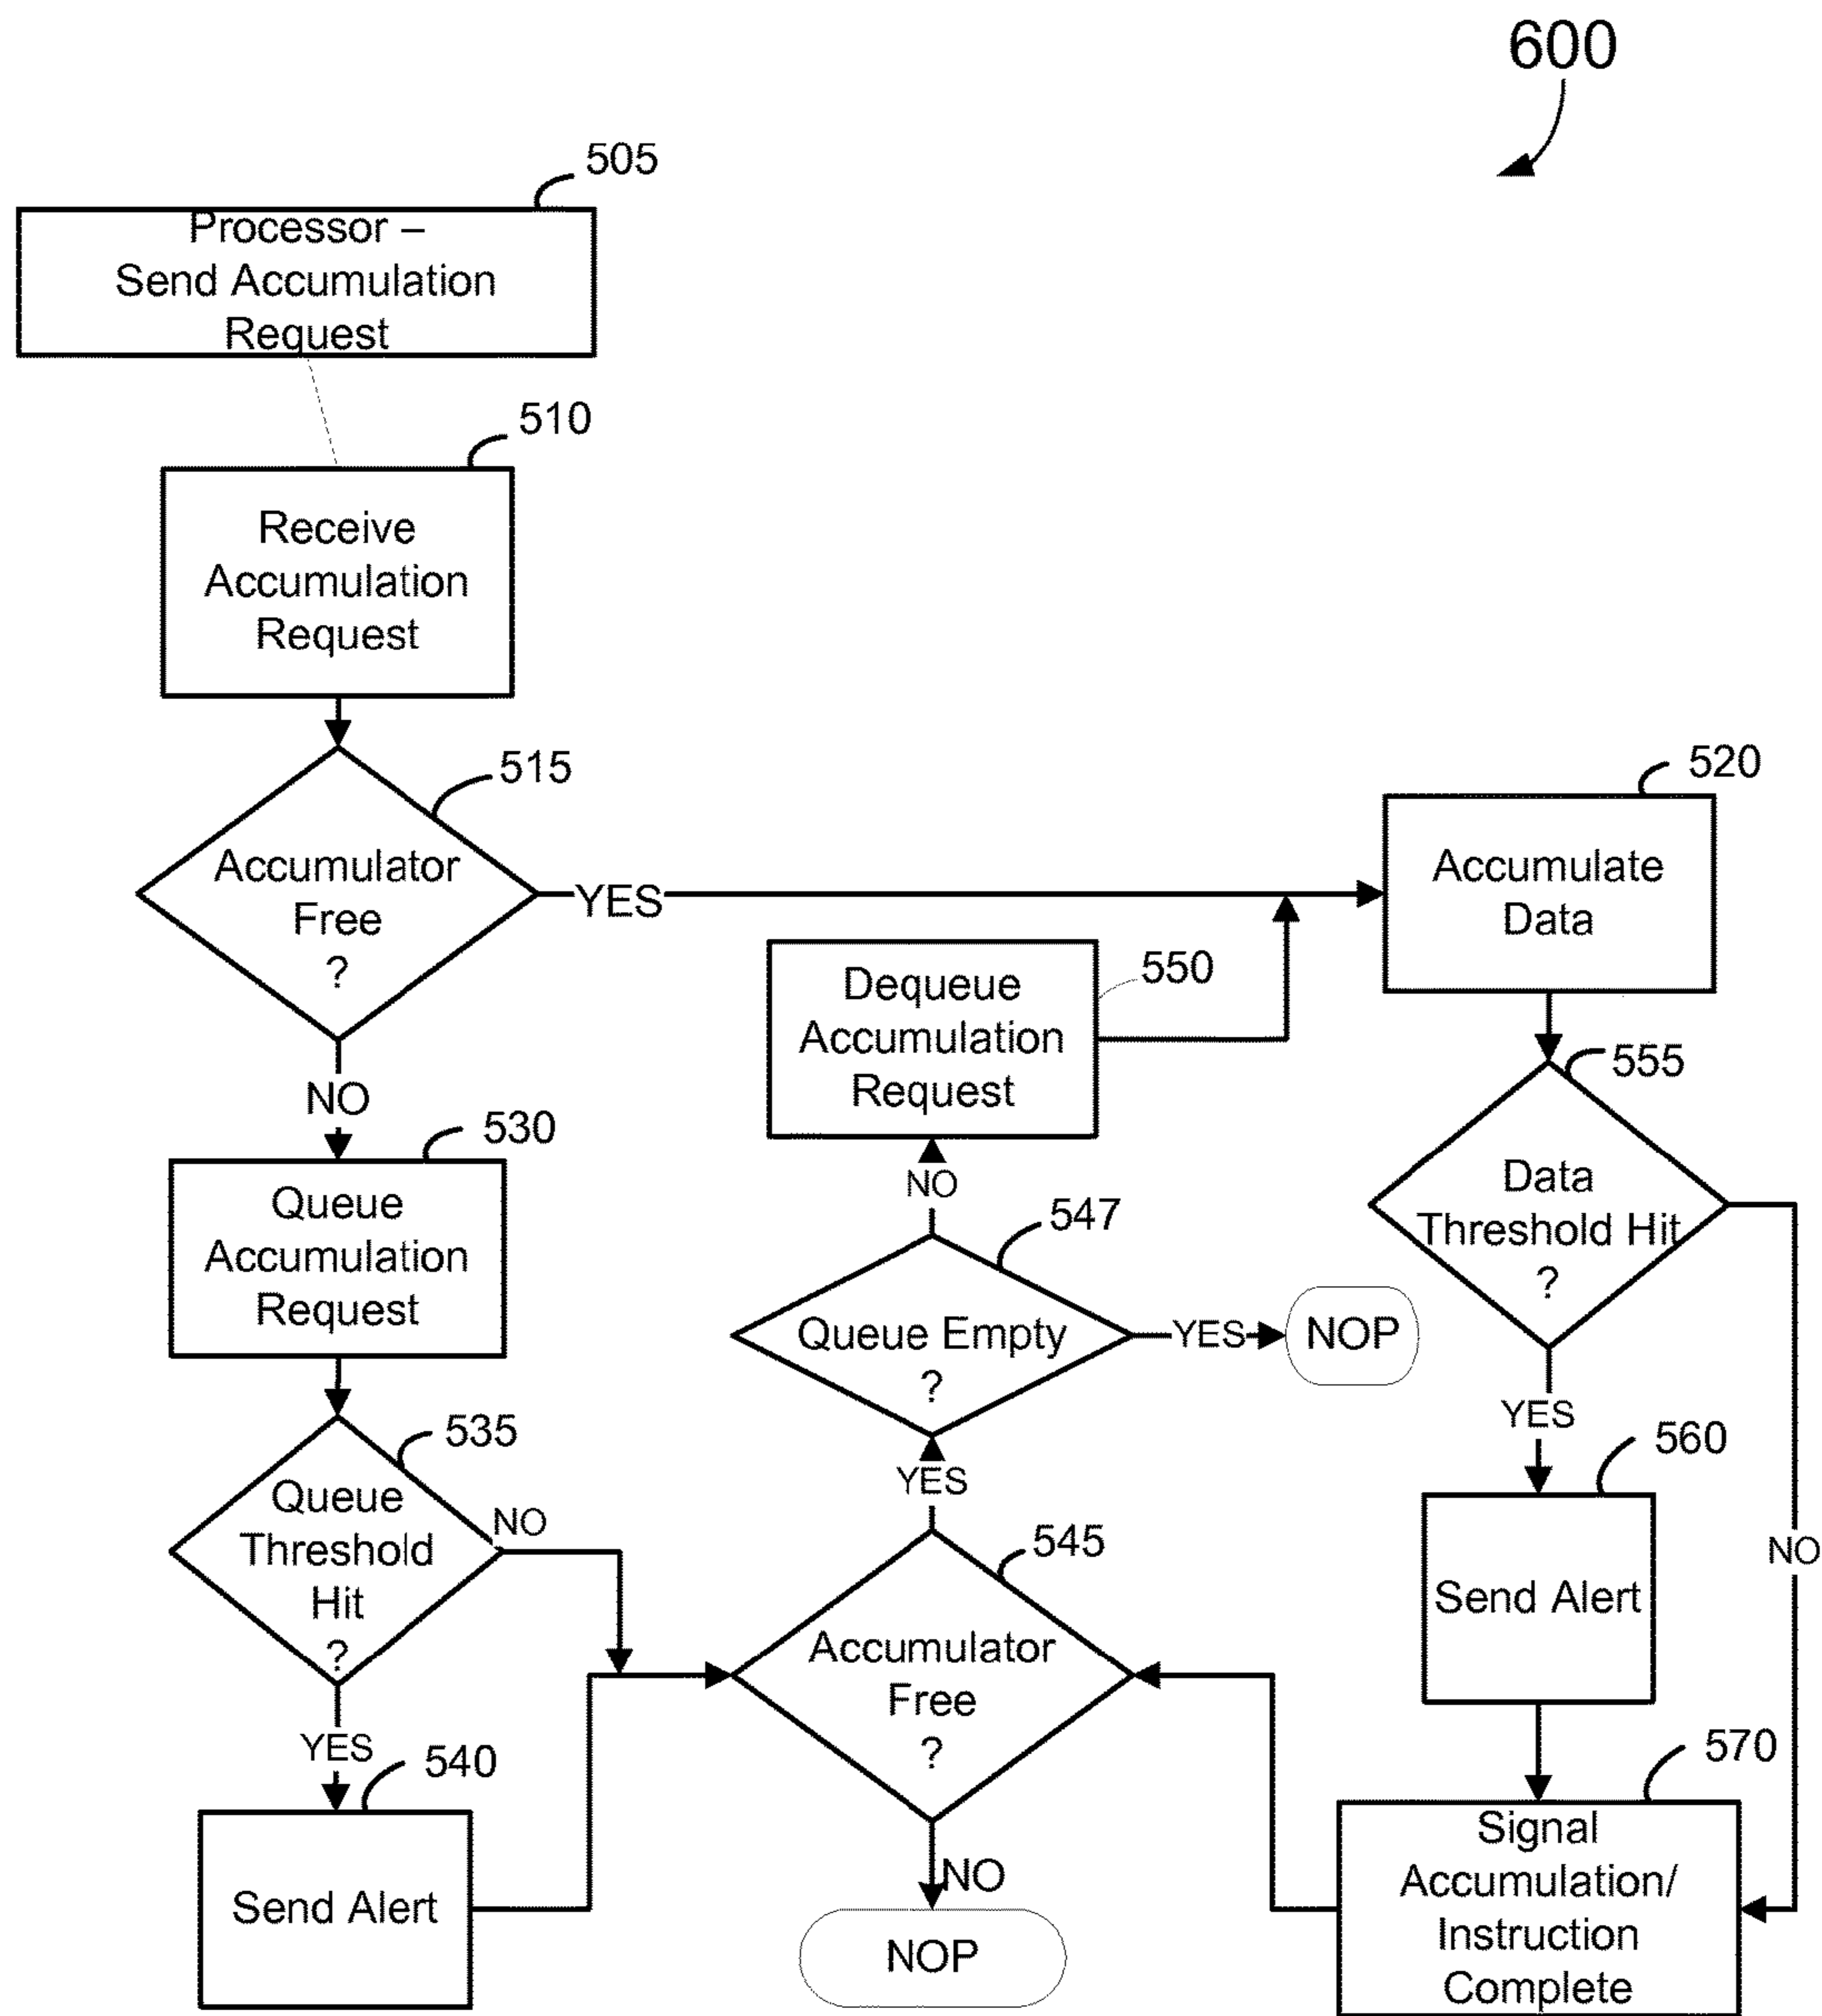 600
505
Processor –
Send Accumulation
Request
510
Receive
Accumulation
Request
515
Accumulator
Free
?
YES
NO
520
Accumulate
Data
550
Dequeue
Accumulation
Request
NO
530
Queue
Accumulation
Request
547
Queue Empty
?
YES
NOP
555
Data
Threshold Hit
?
YES
NO
535
Queue
Threshold
Hit
?
NO
YES
545
Accumulator
Free
?
YES
NO
NOP
560
Send Alert
540
Send Alert
570
Signal
Accumulation/
Instruction
Complete